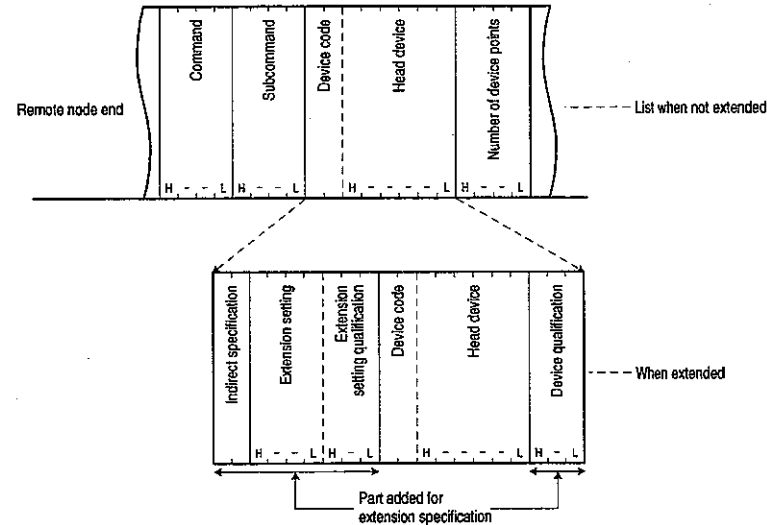 Command
Subcommand
Device code
Head device
Number of device points
Remote node end
List when not extended
H - - L
H - - L
H - - - - L
H - - L
Indirect specification
Extension setting
Extension
setting qualification
Device code
Head device
Device qualification
When extended
H - - L
H - L
H - - - - L
H - L
Part added for
extension specification